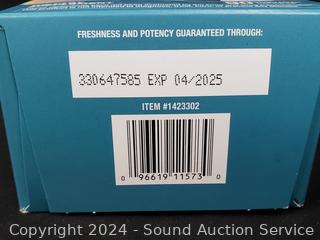 FRESHNESS AND POTENCY GUARANTEED THROUGH:
330647585 EXP 04/2025
ITEM #1423302
0 96619 11573 0
Copyright 2024 - Sound Auction Service